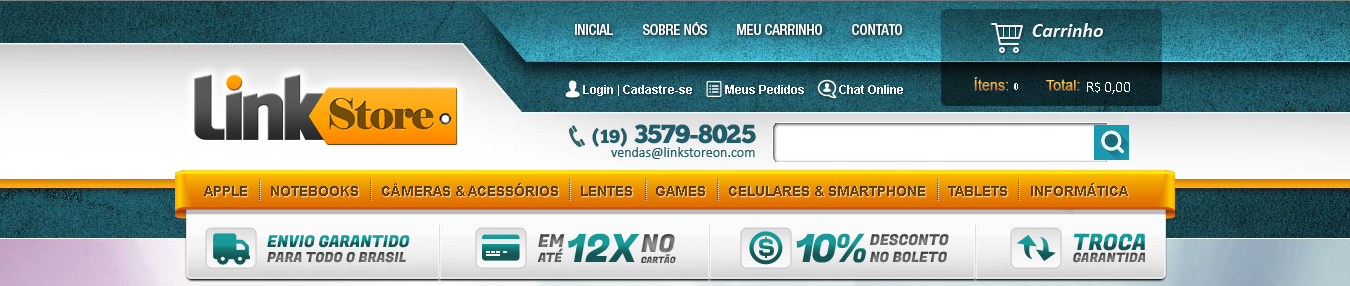 INICIAL SOBRE NÓS MEU CARRINHO CONTATO
Carrinho
Ítens: 0 Total: R$ 0,00
Login | Cadastre-se Meus Pedidos Chat Online
Link Store
(19) 3579-8025
vendas@linkstoreon.com
APPLE NOTEBOOKS CÂMERAS & ACESSÓRIOS LENTES GAMES CELULARES & SMARTPHONE TABLETS INFORMÁTICA
ENVIO GARANTIDO
PARA TODO O BRASIL
EM ATÉ 12X NO CARTÃO
10% DESCONTO NO BOLETO
TROCA
GARANTIDA